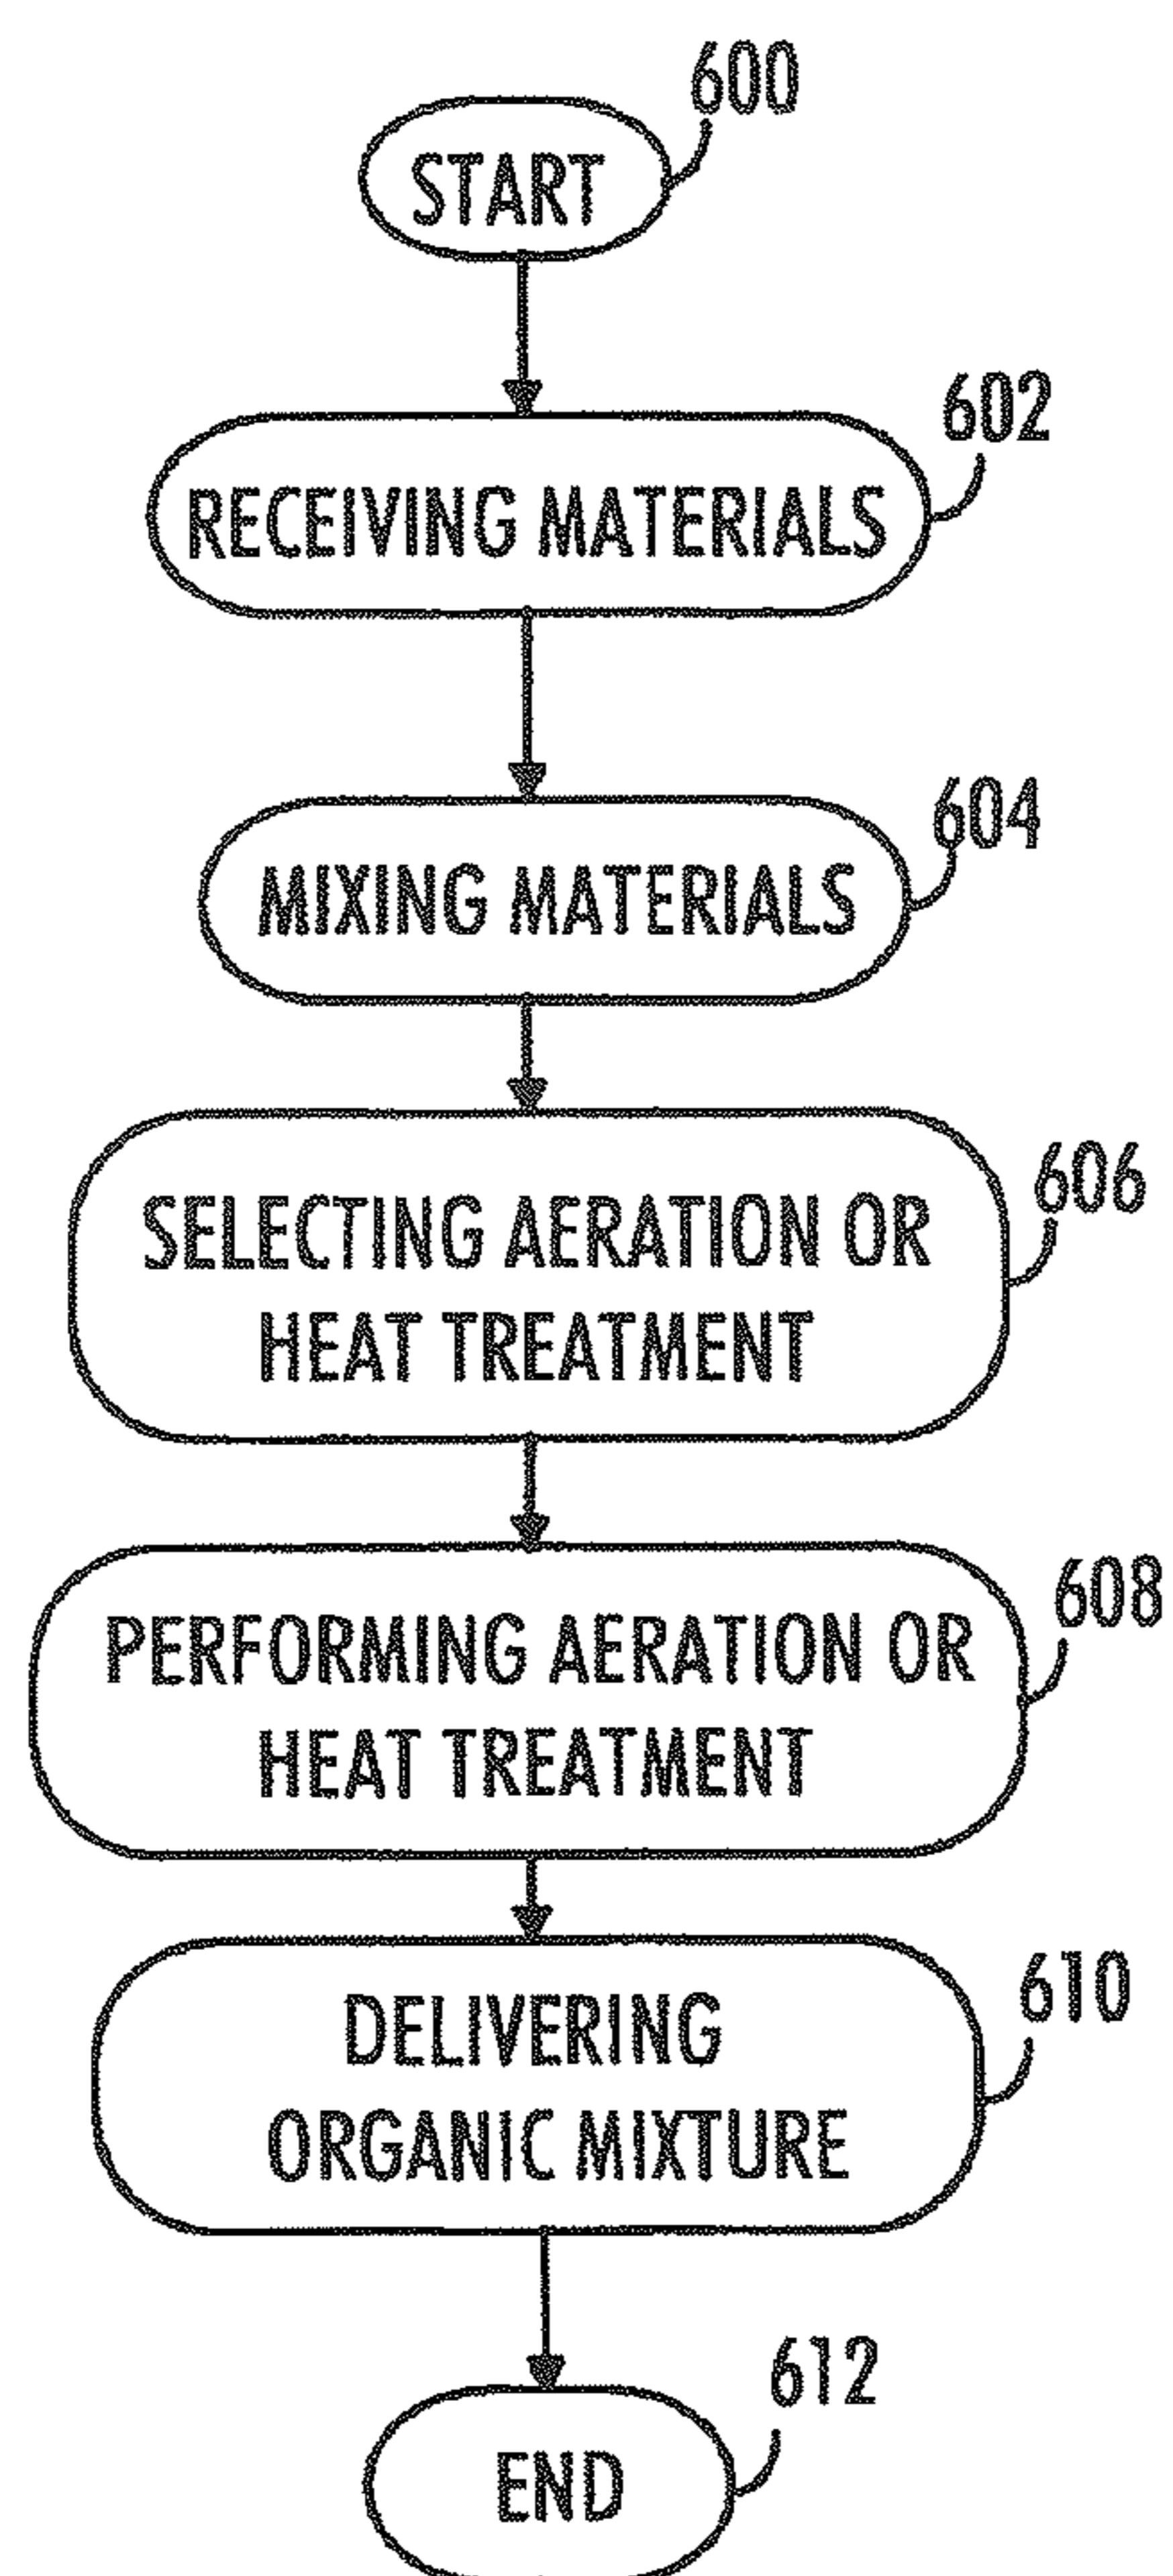 600
START
602
RECEIVING MATERIALS
604
MIXING MATERIALS
606
SELECTING AERATION OR
HEAT TREATMENT
608
PERFORMING AERATION OR
HEAT TREATMENT
610
DELIVERING
ORGANIC MIXTURE
612
END